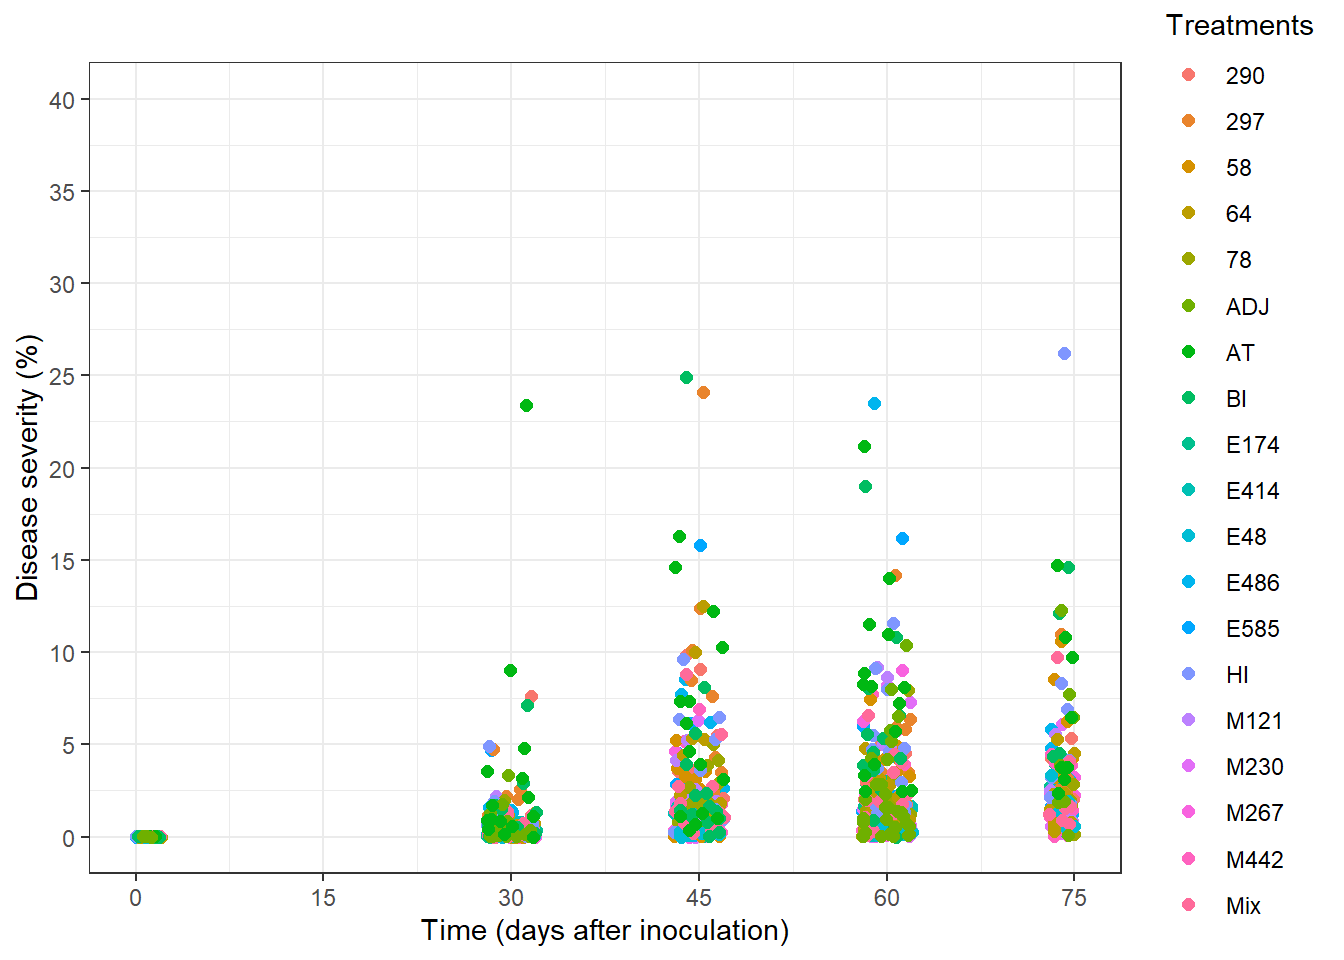 Treatments
290
297
58
64
78
ADJ
AT
BI
E174
E414
E48
E486
E585
HI
M121
M230
M267
M442
Mix
Disease severity (%)
40
35
30
25
20
15
10
5
0
0 15 30 45 60 75
Time (days after inoculation)